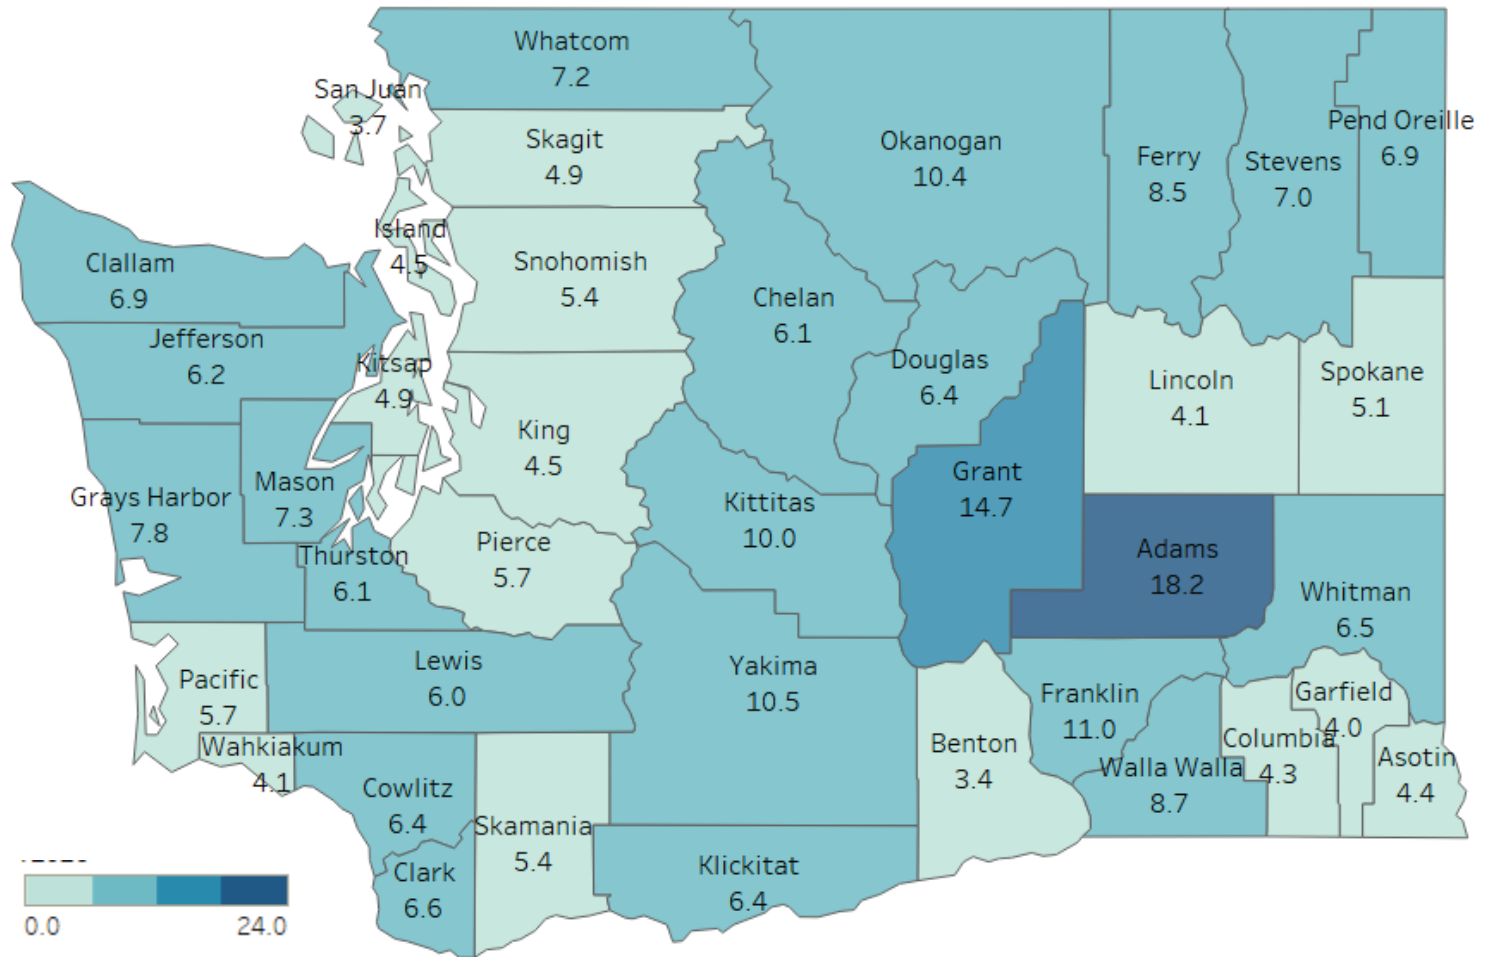 Whatcom
7.2
San Juan
3.7
Skagit
4.9
Okanogan
10.4
Ferry
8.5
Stevens
7.0
Pend Oreille
6.9
Island
4.5
Clallam
6.9
Snohomish
5.4
Chelan
6.1
Jefferson
6.2
Kitsap
4.9
Douglas
6.4
Lincoln
4.1
Spokane
5.1
King
4.5
Grant
14.7
Grays Harbor
7.8
Mason
7.3
Kittitas
10.0
Pierce
5.7
Thurston
6.1
Adams
18.2
Whitman
6.5
Lewis
6.0
Yakima
10.5
Pacific
5.7
Franklin
11.0
Garfield
4.0
Wahkiakum
4.1
Benton
3.4
Columbia
4.3
Asotin
4.4
Walla Walla
8.7
Cowlitz
6.4
Skamania
5.4
Clark
6.6
Klickitat
6.4
0.0
24.0